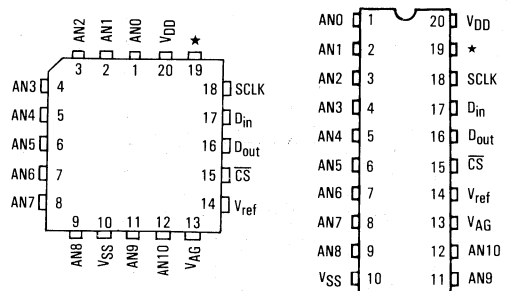 AN2 AN1 AN0 VDD ★
3 2 1 20 19
AN3 4 18 SCLK
AN4 5 17 Din
AN5 6 16 Dout
AN6 7 15 C̅S̅
AN7 8 14 Vref
9 10 11 12 13
AN8 VSS AN9 AN10 VAG
AN0 1 20 VDD
AN1 2 19 ★
AN2 3 18 SCLK
AN3 4 17 Din
AN4 5 16 Dout
AN5 6 15 C̅S̅
AN6 7 14 Vref
AN7 8 13 VAG
AN8 9 12 AN10
VSS 10 11 AN9